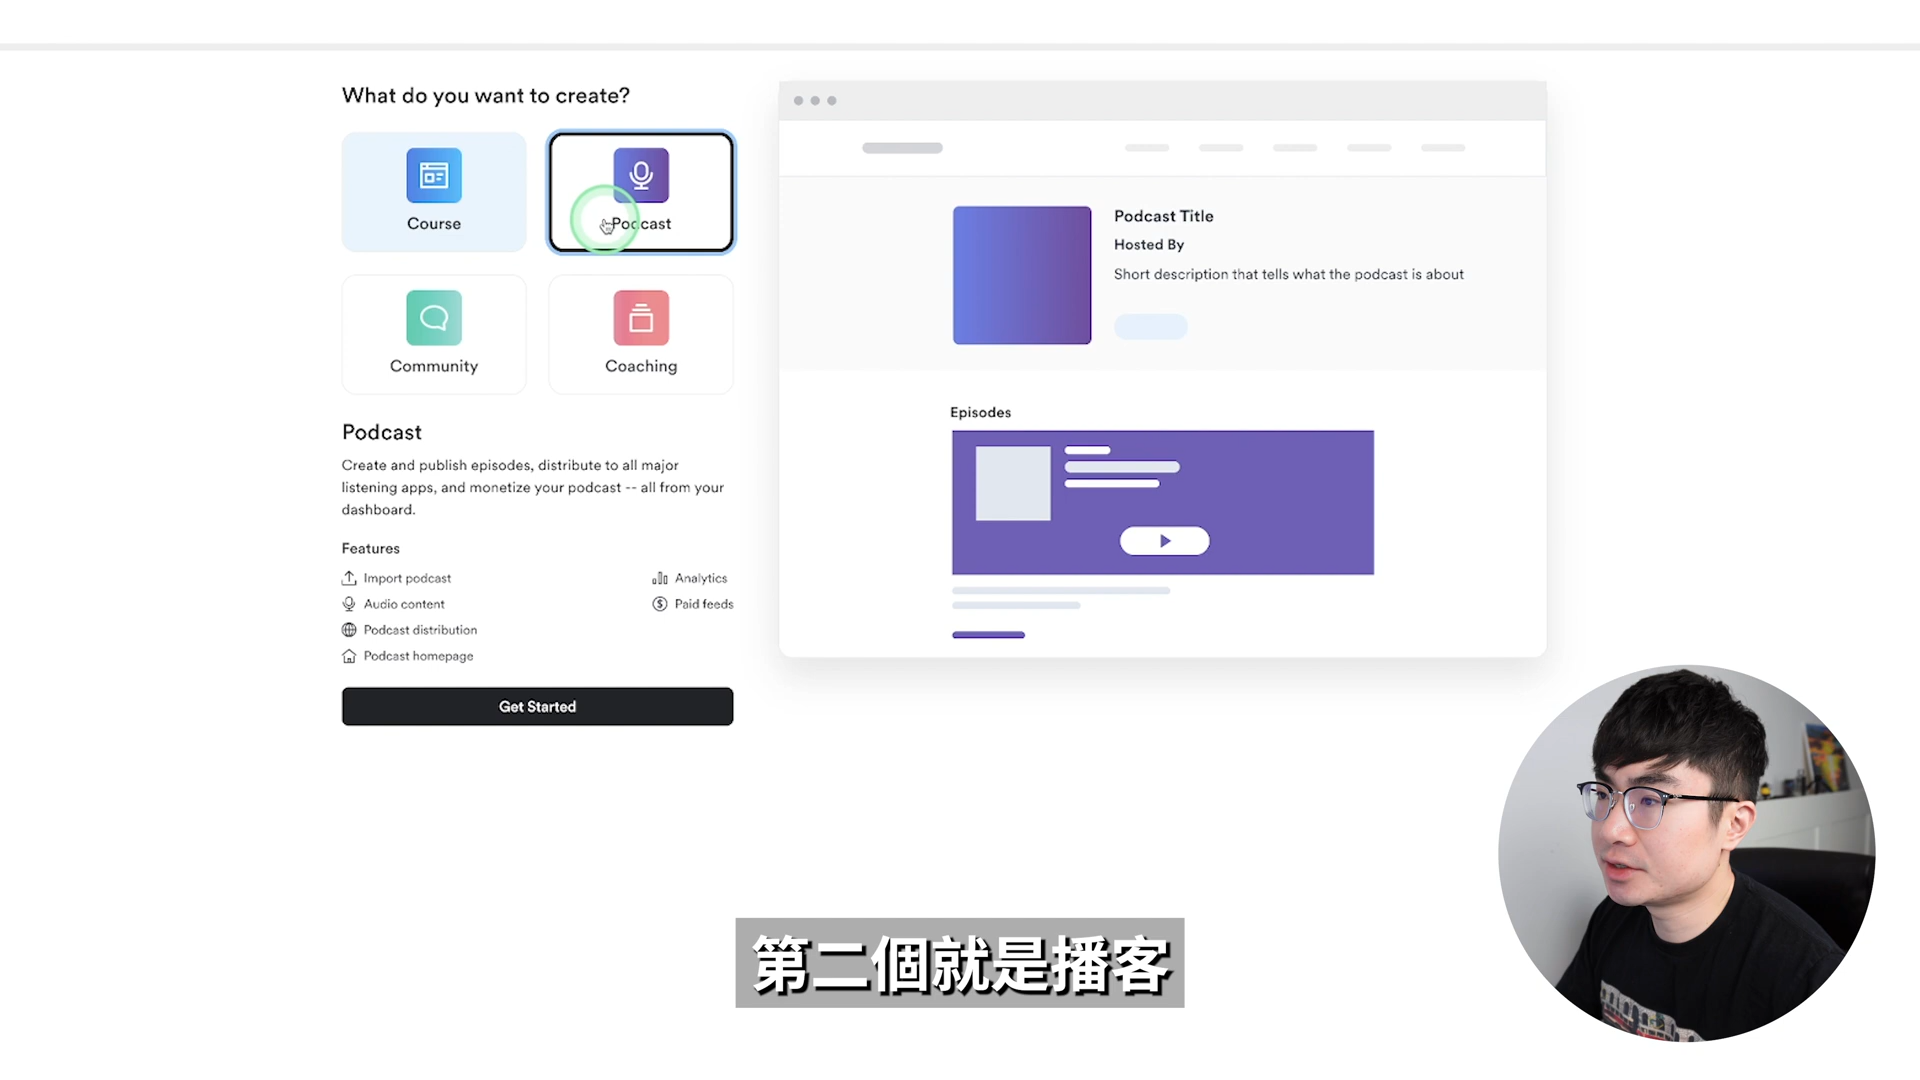 What do you want to create?
Course
Podcast
Community
Coaching
Podcast
Create and publish episodes, distribute to all major
listening apps, and monetize your podcast -- all from your
dashboard.
Features
Import podcast
Audio content
Podcast distribution
Podcast homepage
Analytics
Paid feeds
Get Started
Podcast Title
Hosted By
Short description that tells what the podcast is about
Episodes
第二個就是播客